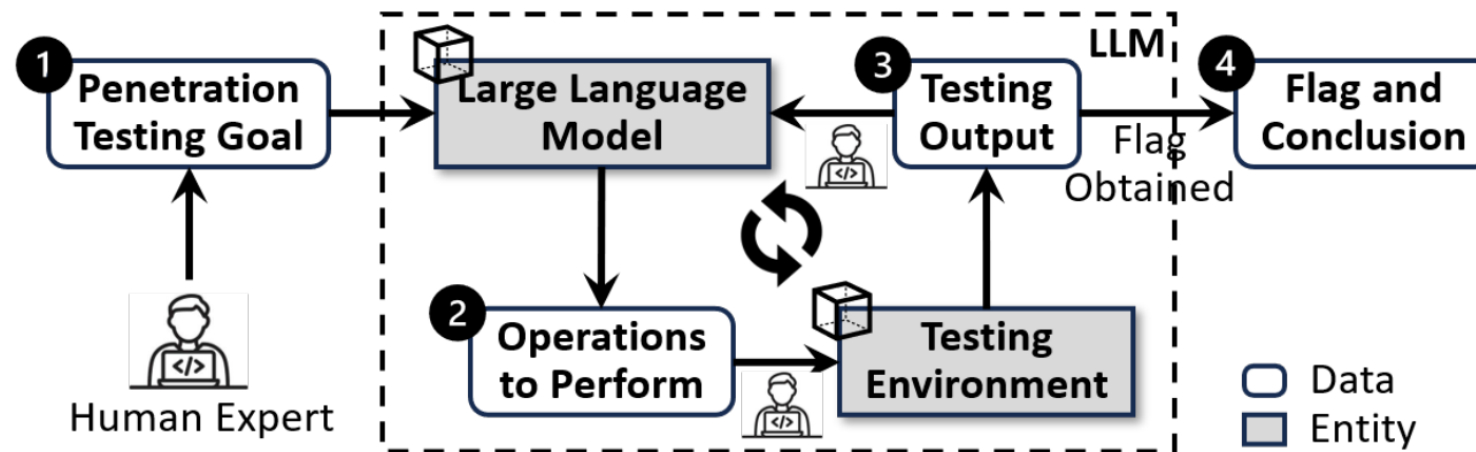 1
Penetration
Testing Goal
Human Expert
LLM
Large Language
Model
2
Operations
to Perform
</>
Testing
Environment
3
Testing
Output
</>
Flag
Obtained
4
Flag and
Conclusion
</>
Data
Entity